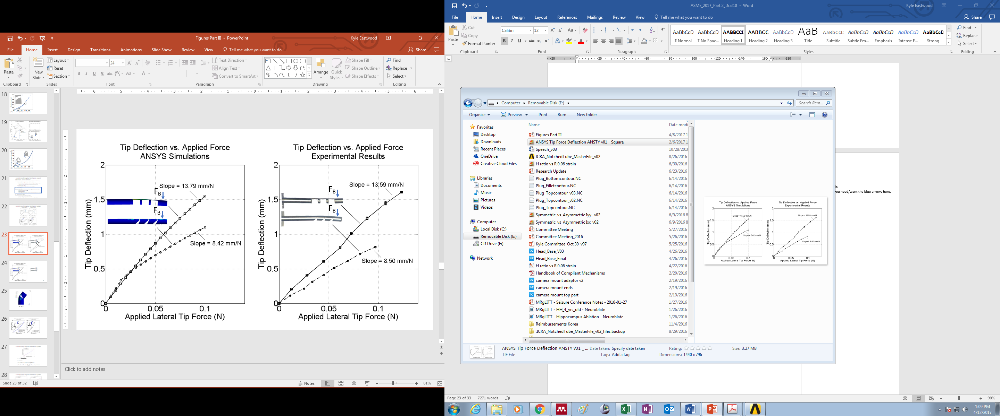 Figures Part III - PowerPoint
Kyle Eastwood
File Home Insert Design Transitions Animations Slide Show Review View Tell me what you want to do Share
Paste
New Slide
Layout
Reset
Section
24
Text Direction
Align Text
Convert to SmartArt
Arrange
Quick Styles
Shape Fill
Shape Outline
Shape Effects
Find
Replace
Select
Clipboard Slides Font Paragraph Drawing Editing
18
19
20
21
22
23
24
25
26
27
28
Tip Deflection vs. Applied Force
ANSYS Simulations
2
1.5
1
0.5
0
0 0.05 0.1
Tip Deflection (mm)
Applied Lateral Tip Force (N)
Slope = 13.79 mm/N
FB
FB
Slope = 8.42 mm/N
Tip Deflection vs. Applied Force
Experimental Results
2
1.5
1
0.5
0
0 0.05 0.1
Tip Deflection (mm)
Applied Lateral Tip Force (N)
Slope = 13.59 mm/N
FB
FB
Slope = 8.50 mm/N
Click to add notes
Slide 23 of 32
Notes
81%
ASME_2017_Part 2_Draf10 - Word
Kyle Eastwood
File Home Insert Design Layout References Mailings Review View Tell me what you want to do Share
Paste
Cut
Copy
Format Painter
Calibri 12
AaBbCcD AaBbCcD AABBCCI AABBCC AaBbCcD AaB AaBbCcD AaBbCcD AaBbCcD AaBbCcD AaBbCcD
¶ Normal ¶ No Spac... Heading 1 Heading 2 Heading 3 Title Subtitle Subtle Em... Emphasis Intense E... Strong
Find
Replace
Select
Clipboard Font Paragraph Styles Editing
Computer Removable Disk (E:)
Search Rem...
Organize Preview Print Burn New folder
Favorites
Desktop
Downloads
Recent Places
OneDrive
Creative Cloud Files
Libraries
Documents
Music
Pictures
Videos
Computer
Local Disk (C:)
Removable Disk (E:)
CD Drive (F:)
Network
Name Date modi
Figures Part III 4/8/2017 1
ANSYS Tip Force Deflection ANSTY v01 _ Square 2/6/2017 1
Speech_v03 10/28/2016
ICRA_NotchedTube_MasterFile_v02 8/26/2016
H ratio vs R 0.06 strain 6/30/2016
Research Update 6/23/2016
Plug_Bottomcontour.NC 6/14/2016
Plug_Filletcontour.NC 6/14/2016
Plug_Topcontour_v03.NC 6/14/2016
Plug_Topcontour_v02.NC 6/14/2016
Plug_Topcontour.NC 6/14/2016
Symmetric_vs_Asymmetric Iyy -v02 6/9/2016 8
Symmetric_vs_Asymmetric Ixx_v02 6/9/2016 8
Committee Meeting 5/27/2016
Committee Meeting_2016 5/26/2016
Kyle Committee_Oct 30_v07 5/25/2016
Head_Base_V03 4/26/2016
Head_Base_Final 4/26/2016
H ratio vs R 0.06 strain 4/22/2016
Handbook of Compliant Mechanisms 2/20/2016
camera mount adaptor v2 2/19/2016
camera mount ends 2/19/2016
camera mount top part 2/19/2016
MRgLITT - Seizure Conference Notes - 2016-01-27 1/27/2016
MRgLITT - HH_4_yrs_old - Neuroblate 1/26/2016
MRgLITT - Hippocampus Ablation - Neuroblate 1/26/2016
Reimbursements Korea 11/4/2016
.ICRA_NotchedTube_MasterFile_v02_files.backup 8/29/2016
Tip Deflection vs. Applied Force
ANSYS Simulations
Slope = 13.79 mm/N
Slope = 8.42 mm/N
Tip Deflection (mm)
Applied Lateral Tip Force (N)
Tip Deflection vs. Applied Force
Experimental Results
Slope = 8.50 mm/N
Tip Deflection (mm)
Applied Lateral Tip Force (N)
ANSYS Tip Force Deflection ANSTY v01 _ ... Date taken: Specify date taken Rating: Size: 3.27 MB
TIF File Tags: Add a tag Dimensions: 1440 x 796
you need/want the blue arrows here.
Page 23 of 33 7271 words
90%
1:09 PM
4/12/2017